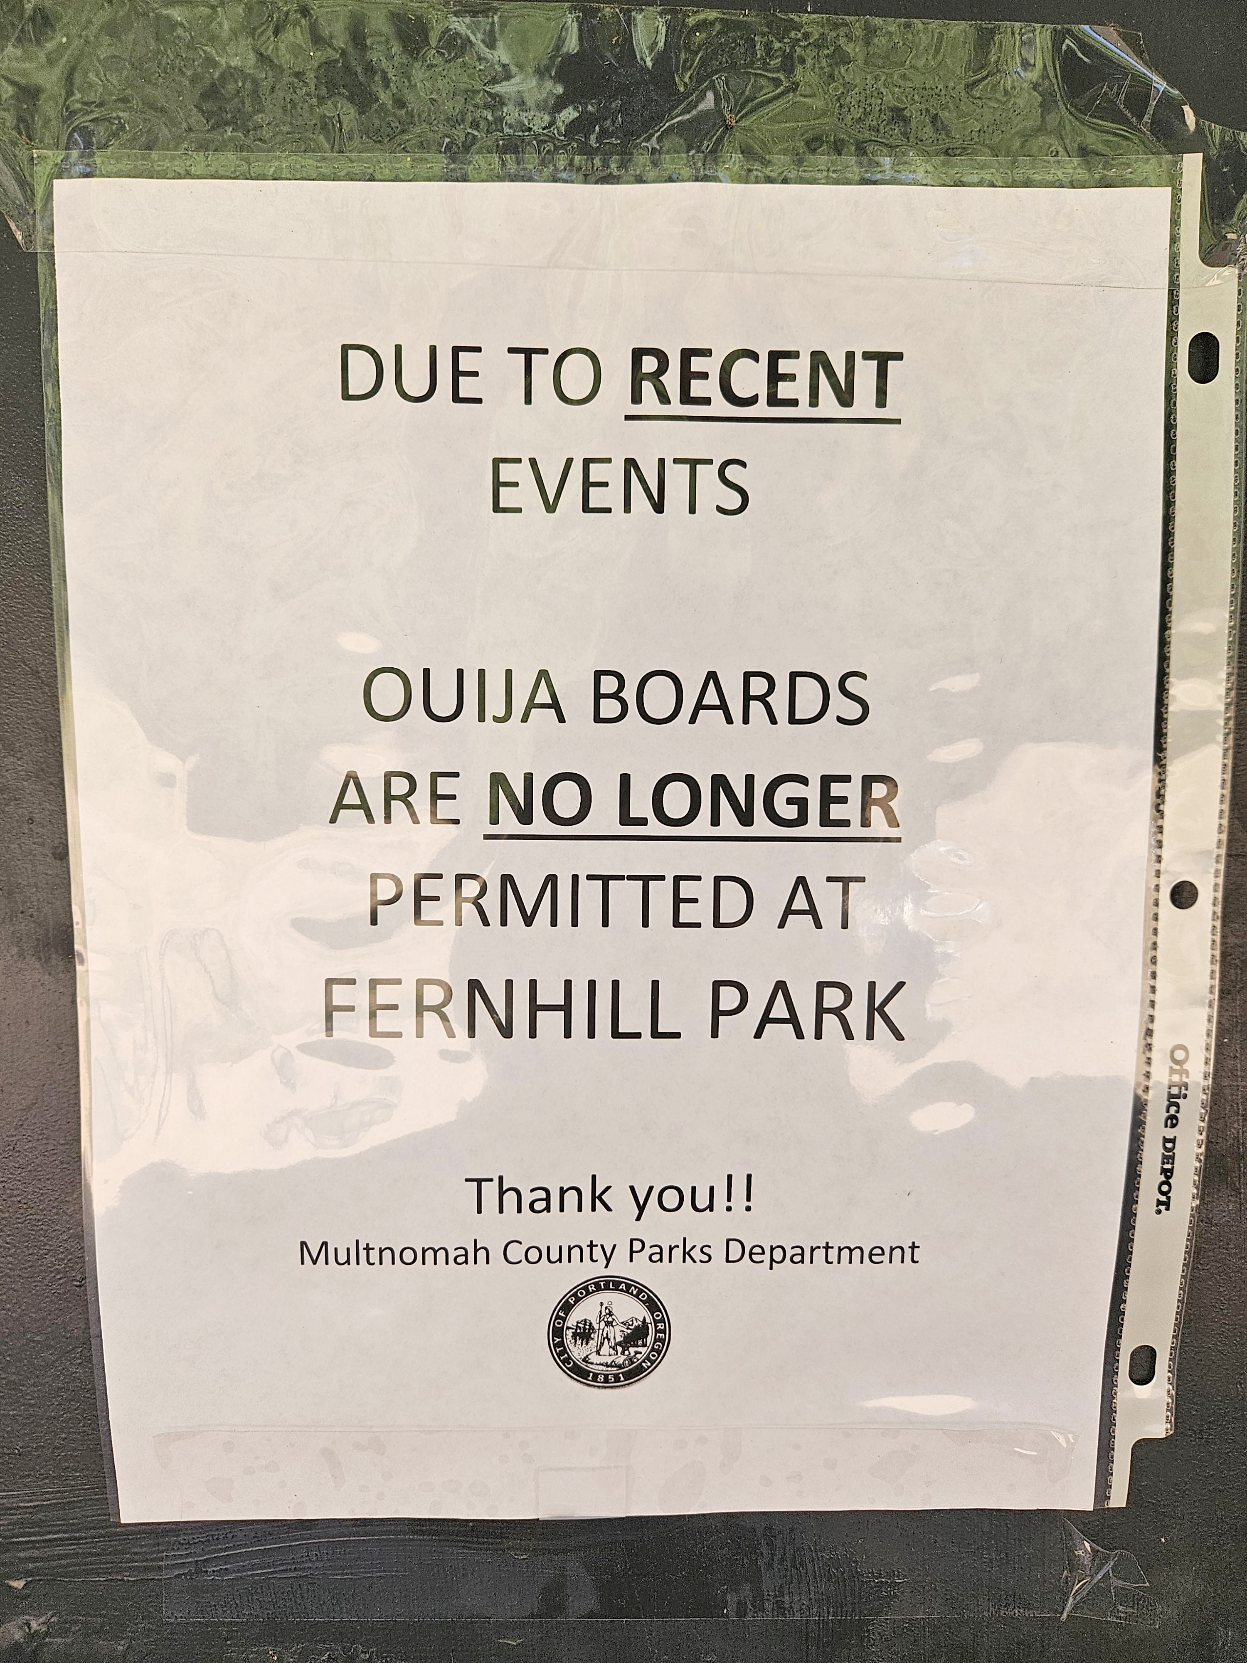 DUE TO RECENT
EVENTS
OUIJA BOARDS
ARE NO LONGER
PERMITTED AT
FERNHILL PARK
Thank you!!
Multnomah County Parks Department
CITY OF PORTLAND, OREGON
1851
Office DEPOT.